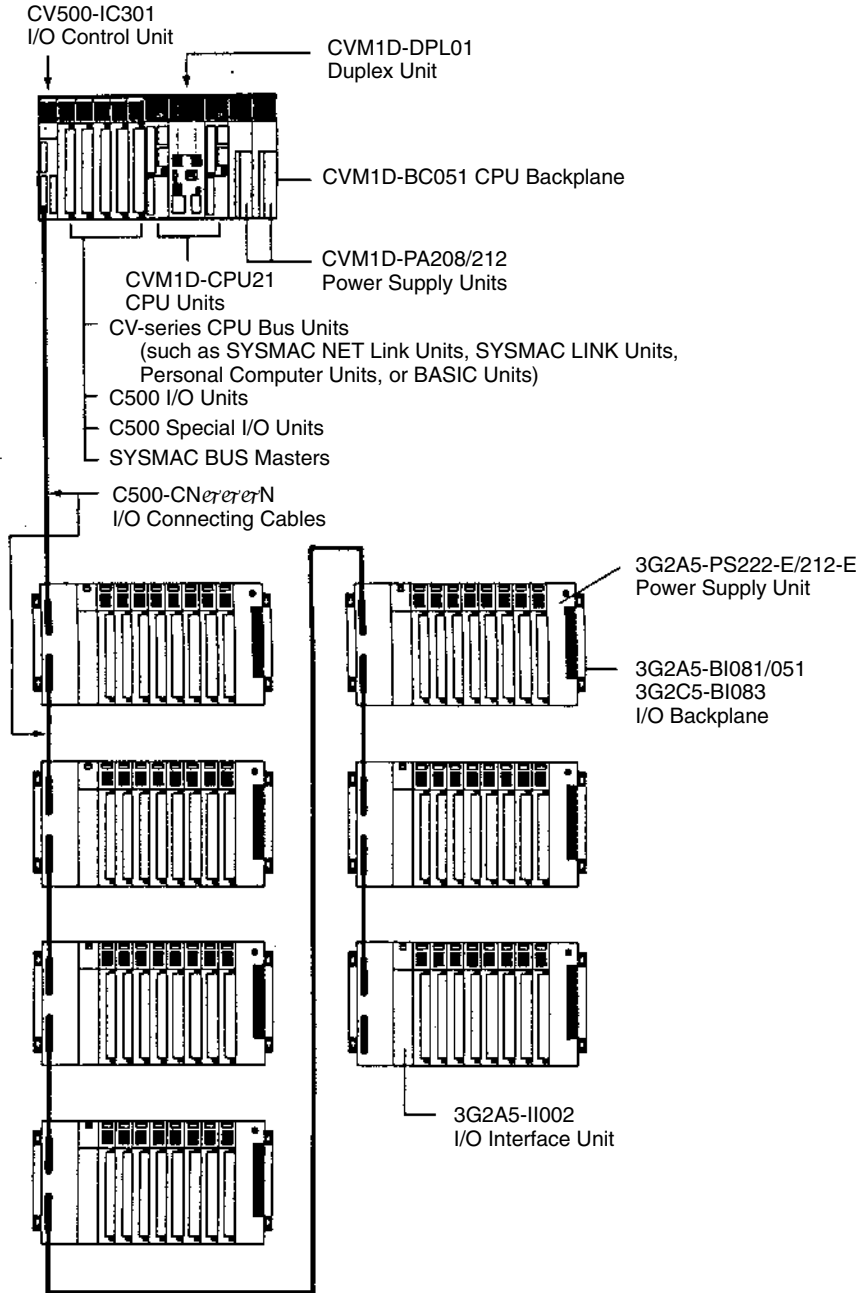 CV500-IC301
I/O Control Unit
CVM1D-DPL01
Duplex Unit
CVM1D-BC051 CPU Backplane
CVM1D-PA208/212
Power Supply Units
CVM1D-CPU21
CPU Units
CV-series CPU Bus Units
(such as SYSMAC NET Link Units, SYSMAC LINK Units,
Personal Computer Units, or BASIC Units)
C500 I/O Units
C500 Special I/O Units
SYSMAC BUS Masters
C500-CN
N
I/O Connecting Cables
3G2A5-PS222-E/212-E
Power Supply Unit
3G2A5-BI081/051
3G2C5-BI083
I/O Backplane
3G2A5-II002
I/O Interface Unit